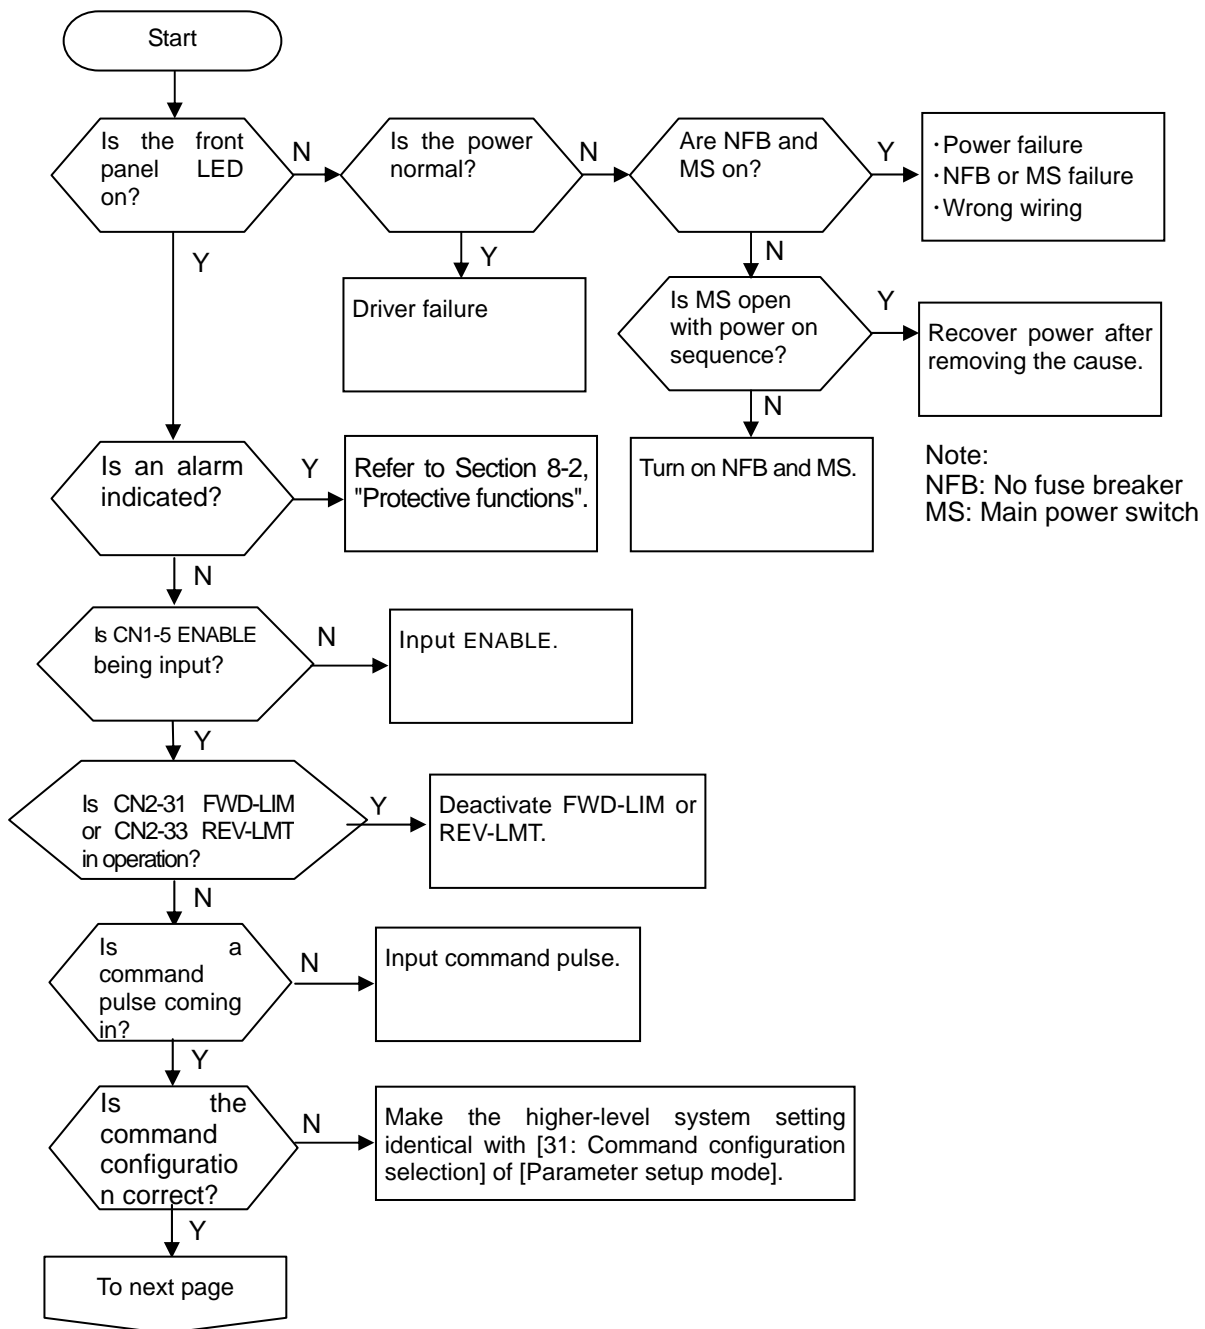 Start
Is the front
panel LED
on?
N
Is the power
normal?
N
Are NFB and
MS on?
Y
・Power failure
・NFB or MS failure
・Wrong wiring
Y
Y
N
Driver failure
Is MS open
with power on
sequence?
Y
Recover power after
removing the cause.
N
Turn on NFB and MS.
Note:
NFB: No fuse breaker
MS: Main power switch
Is an alarm
indicated?
Y
Refer to Section 8-2,
"Protective functions".
N
Is CN1-5 ENABLE
being input?
N
Input ENABLE.
Y
Is CN2-31 FWD-LIM
or CN2-33 REV-LMT
in operation?
Y
Deactivate FWD-LIM or
REV-LMT.
N
Is a
command
pulse coming
in?
N
Input command pulse.
Y
Is the
command
configuratio
n correct?
N
Make the higher-level system setting
identical with [31: Command configuration
selection] of [Parameter setup mode].
Y
To next page